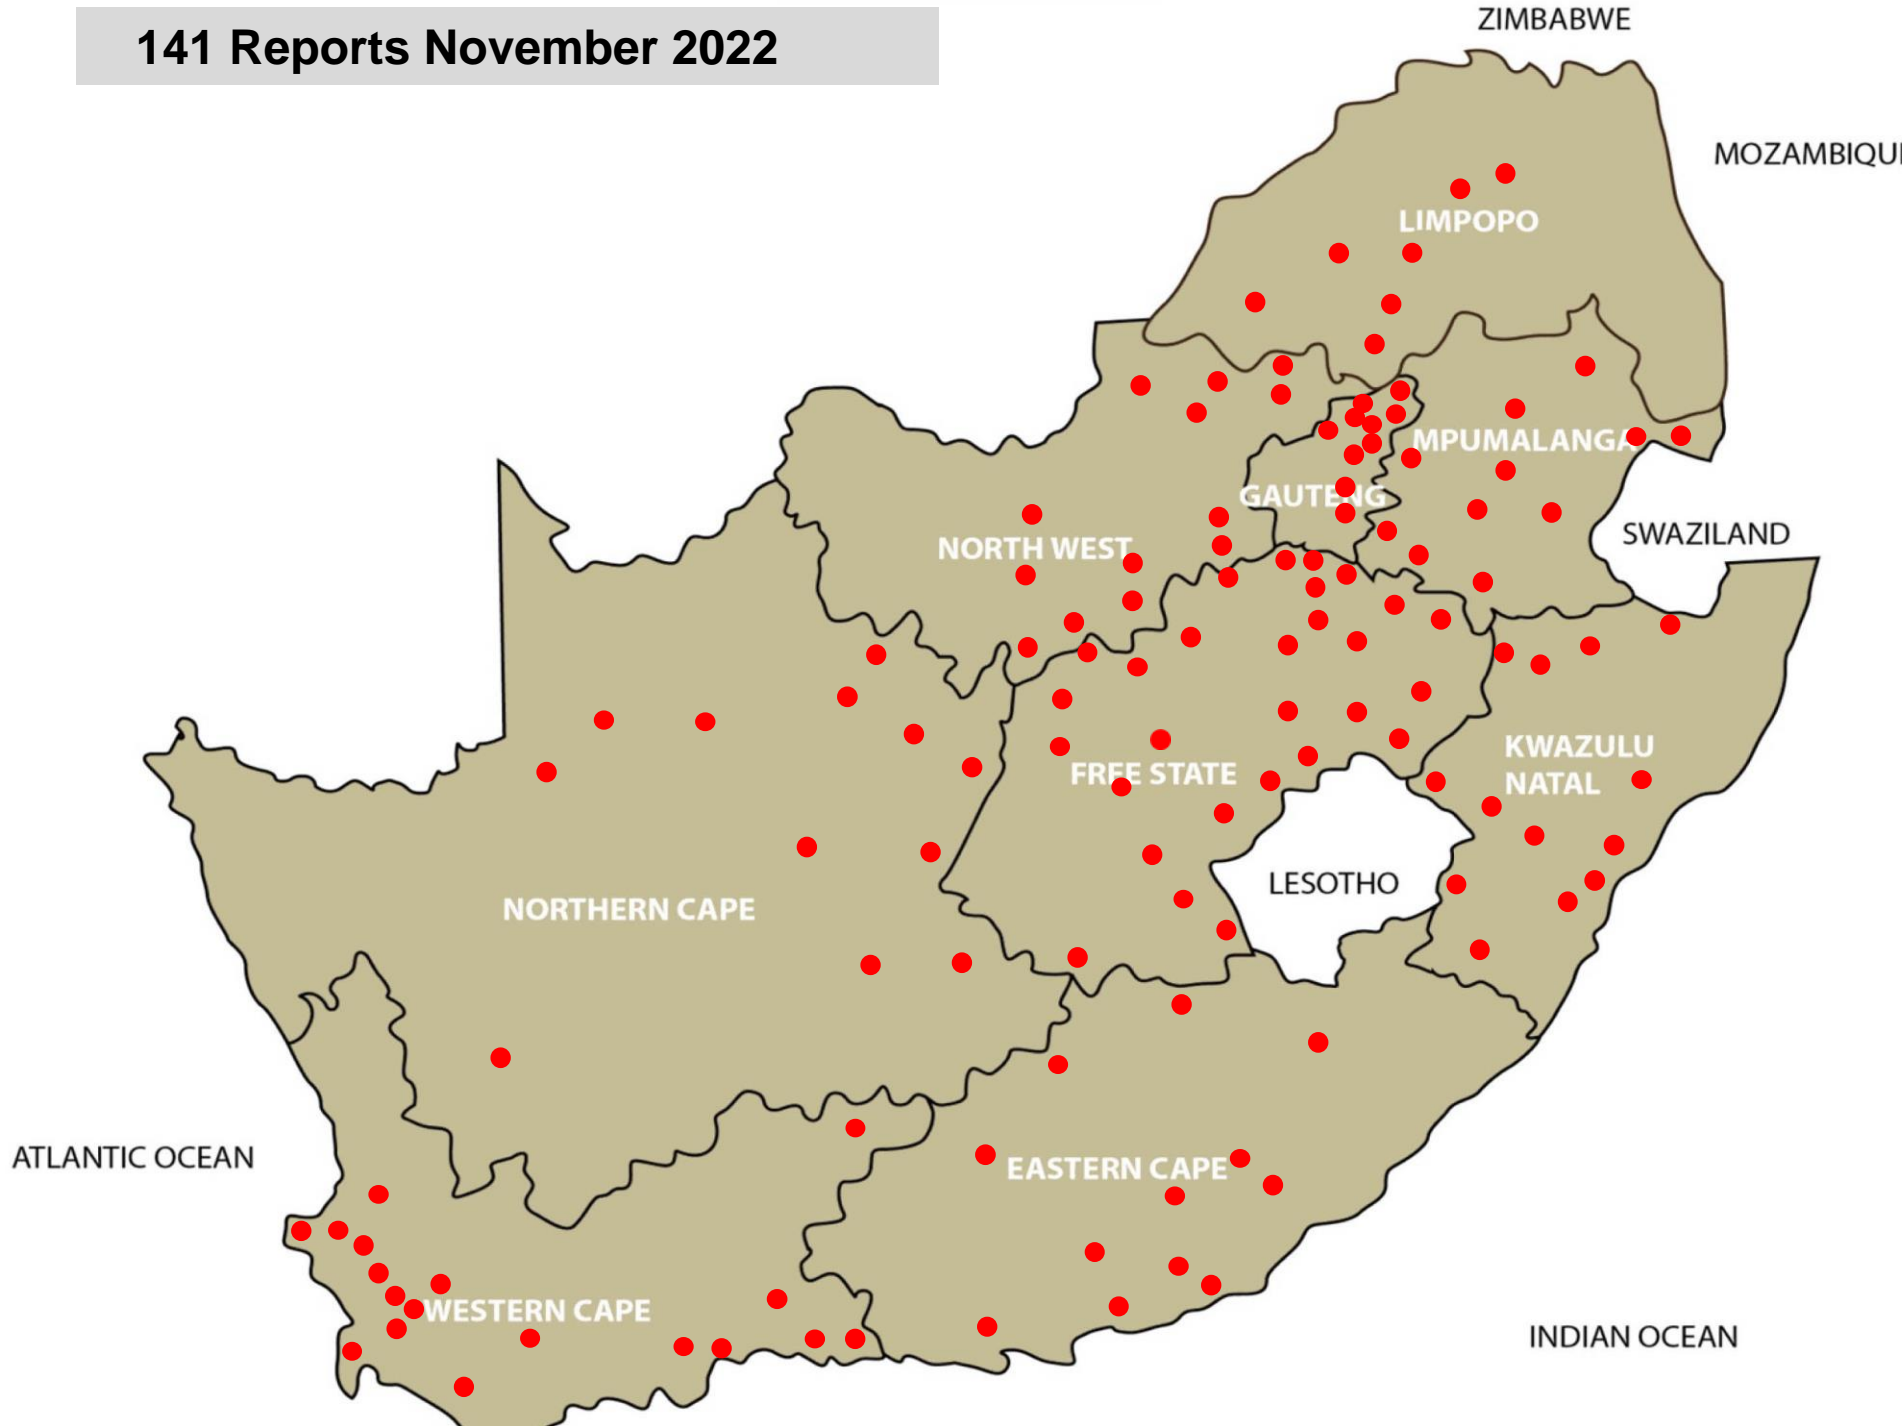 141 Reports November 2022
ZIMBABWE
MOZAMBIQU
LIMPOPO
MPUMALANGA
GAUTENG
SWAZILAND
NORTH WEST
KWAZULU
NATAL
FREE STATE
LESOTHO
NORTHERN CAPE
ATLANTIC OCEAN
EASTERN CAPE
WESTERN CAPE
INDIAN OCEAN